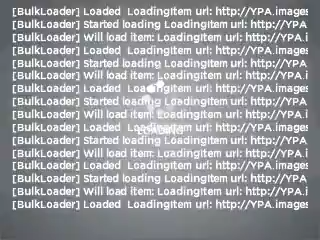 [BulkLoader] Loaded LoadingItem url: http://YPA.images
[BulkLoader] Started loading LoadingItem url: http://YPA
[BulkLoader] Will load item: LoadingItem url: http://YPA.i
[BulkLoader] Loaded LoadingItem url: http://YPA.images
[BulkLoader] Started loading LoadingItem url: http://YPA
[BulkLoader] Will load item: LoadingItem url: http://YPA.i
[BulkLoader] Loaded LoadingItem url: http://YPA.images
[BulkLoader] Started loading LoadingItem url: http://YPA
[BulkLoader] Will load item: LoadingItem url: http://YPA.i
[BulkLoader] Loaded LoadingItem url: http://YPA.images
LOADING
[BulkLoader] Started loading LoadingItem url: http://YPA
[BulkLoader] Will load item: LoadingItem url: http://YPA.i
[BulkLoader] Loaded LoadingItem url: http://YPA.images
[BulkLoader] Started loading LoadingItem url: http://YPA
[BulkLoader] Will load item: LoadingItem url: http://YPA.i
[BulkLoader] Loaded LoadingItem url: http://YPA.images